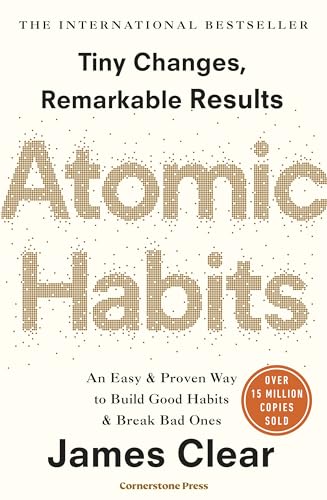 THE INTERNATIONAL BESTSELLER
Tiny Changes,
Remarkable Results
Atomic
Habits
An Easy & Proven Way
to Build Good Habits
& Break Bad Ones
OVER
15 MILLION
COPIES
SOLD
James Clear
Cornerstone Press